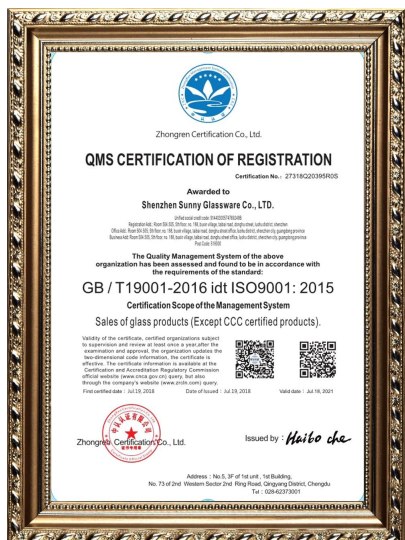 Zhongren Certification Co., Ltd.
QMS CERTIFICATION OF REGISTRATION
Certification No.: 27318Q20395R0S
Awarded to
Shenzhen Sunny Glassware Co., LTD.
The Quality Management System of the above
organization has been assessed and found to be in accordance with
the requirements of the standard:
GB / T19001-2016 idt ISO9001: 2015
Certification Scope of the Management System
Sales of glass products (Except CCC certified products).
Validity of the certificate, certified organizations subject
to supervision and review at least once a year.after the
examination and approval, the organization updates the
two-dimensional code information, the certificate is
effective. The certificate information is available at the
Certification and Accreditation Regulatory Commission
official website (www.cnca.gov.cn) query, but also
through the company's website (www.zrcln.com) query.
First certified date : Jul.19,2018 Date of Issued : Jul.19,2018 Valid date : Jul.18, 2021
Zhongren Certification Co., Ltd.
Issued by : Haibo che
Address : No.5, 3F of 1st unit , 1st Building,
No. 73 of 2nd Western Sector 2nd Ring Road, Qingyang District, Chengdu
Tel : 028-62373001